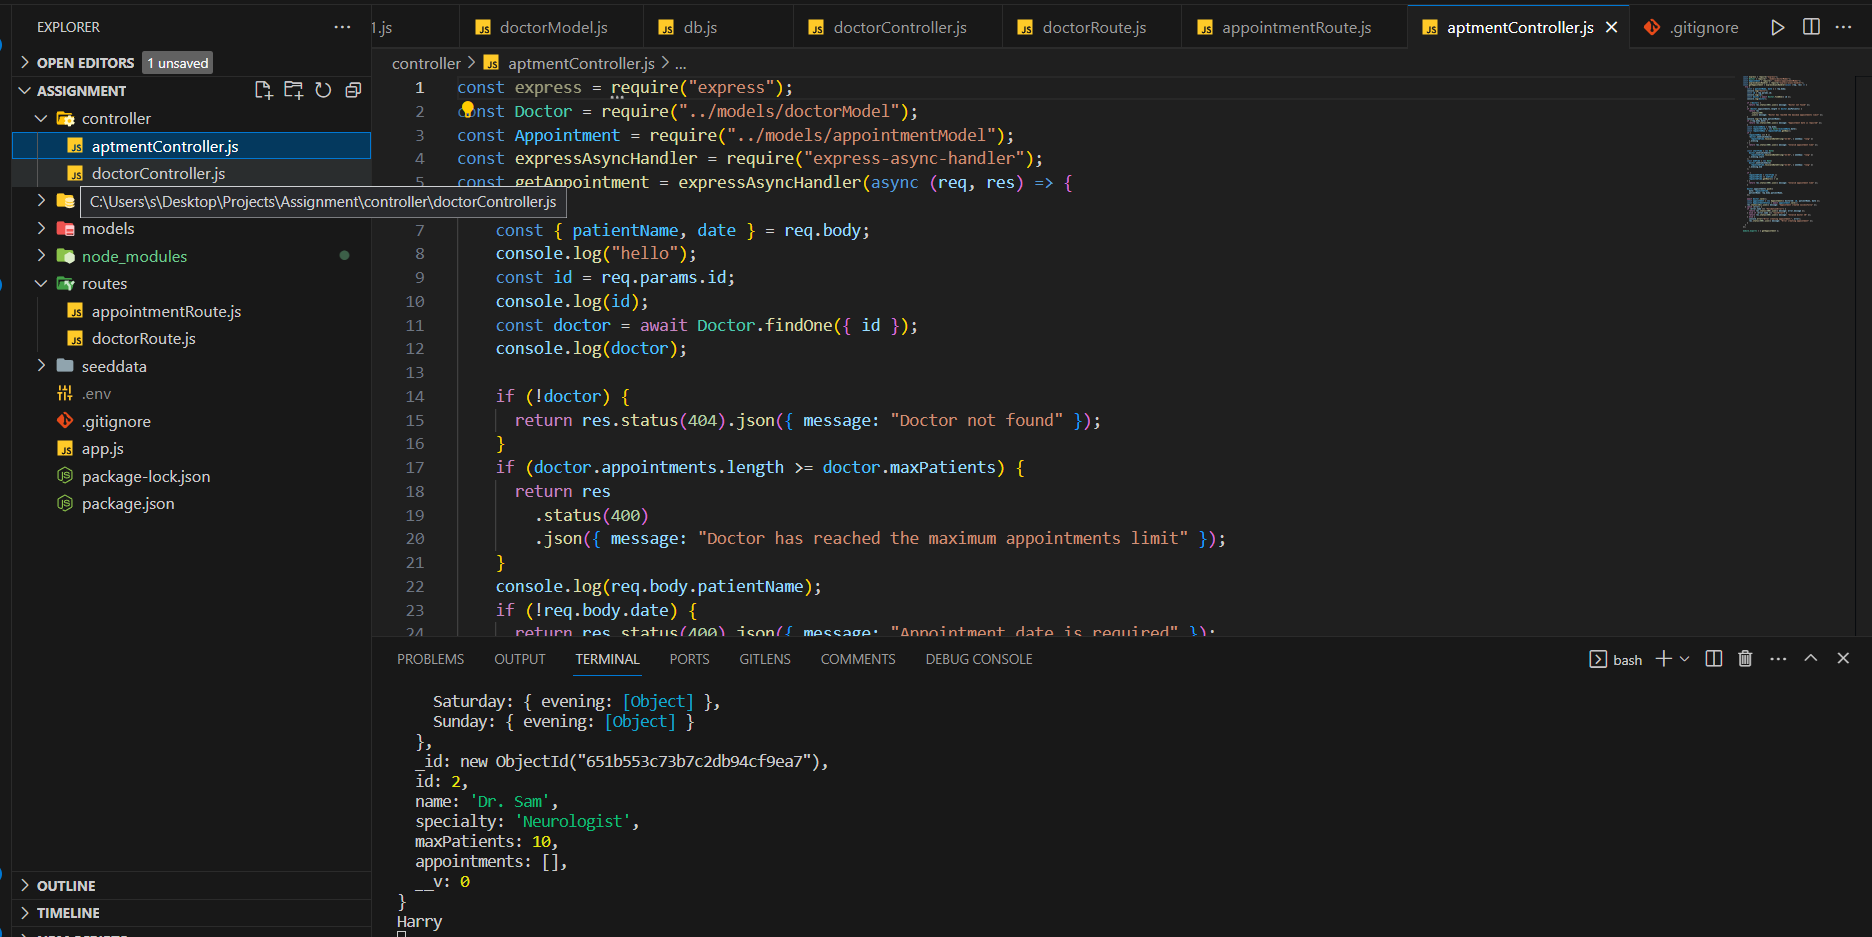 EXPLORER
OPEN EDITORS 1 unsaved
ASSIGNMENT
controller
aptmentController.js
doctorController.js
C:\Users\s\Desktop\Projects\Assignment\controller\doctorController.js
models
node_modules
routes
appointmentRoute.js
doctorRoute.js
seeddata
.env
.gitignore
app.js
package-lock.json
package.json
OUTLINE
TIMELINE
1.js doctorModel.js db.js doctorController.js doctorRoute.js appointmentRoute.js aptmentController.js .gitignore
controller > aptmentController.js > ...
1 const express = require("express");
2 const Doctor = require("../models/doctorModel");
3 const Appointment = require("../models/appointmentModel");
4 const expressAsyncHandler = require("express-async-handler");
5 const getAppointment = expressAsyncHandler(async (req, res) => {
7 const { patientName, date } = req.body;
8 console.log("hello");
9 const id = req.params.id;
10 console.log(id);
11 const doctor = await Doctor.findOne({ id });
12 console.log(doctor);
13
14 if (!doctor) {
15 return res.status(404).json({ message: "Doctor not found" });
16 }
17 if (doctor.appointments.length >= doctor.maxPatients) {
18 return res
19 .status(400)
20 .json({ message: "Doctor has reached the maximum appointments limit" });
21 }
22 console.log(req.body.patientName);
23 if (!req.body.date) {
24 return res.status(400).json({ message: "Appointment date is required" });
PROBLEMS OUTPUT TERMINAL PORTS GITLENS COMMENTS DEBUG CONSOLE bash
Saturday: { evening: [Object] },
Sunday: { evening: [Object] }
},
_id: new ObjectId("651b553c73b7c2db94cf9ea7"),
id: 2,
name: 'Dr. Sam',
specialty: 'Neurologist',
maxPatients: 10,
appointments: [],
__v: 0
}
Harry